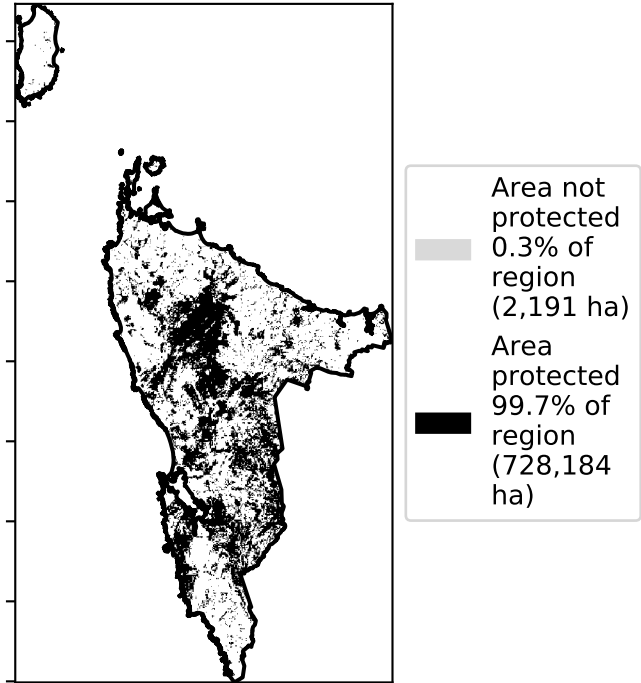 Area not
protected
0.3% of
region
(2,191 ha)
Area
protected
99.7% of
region
(728,184
ha)